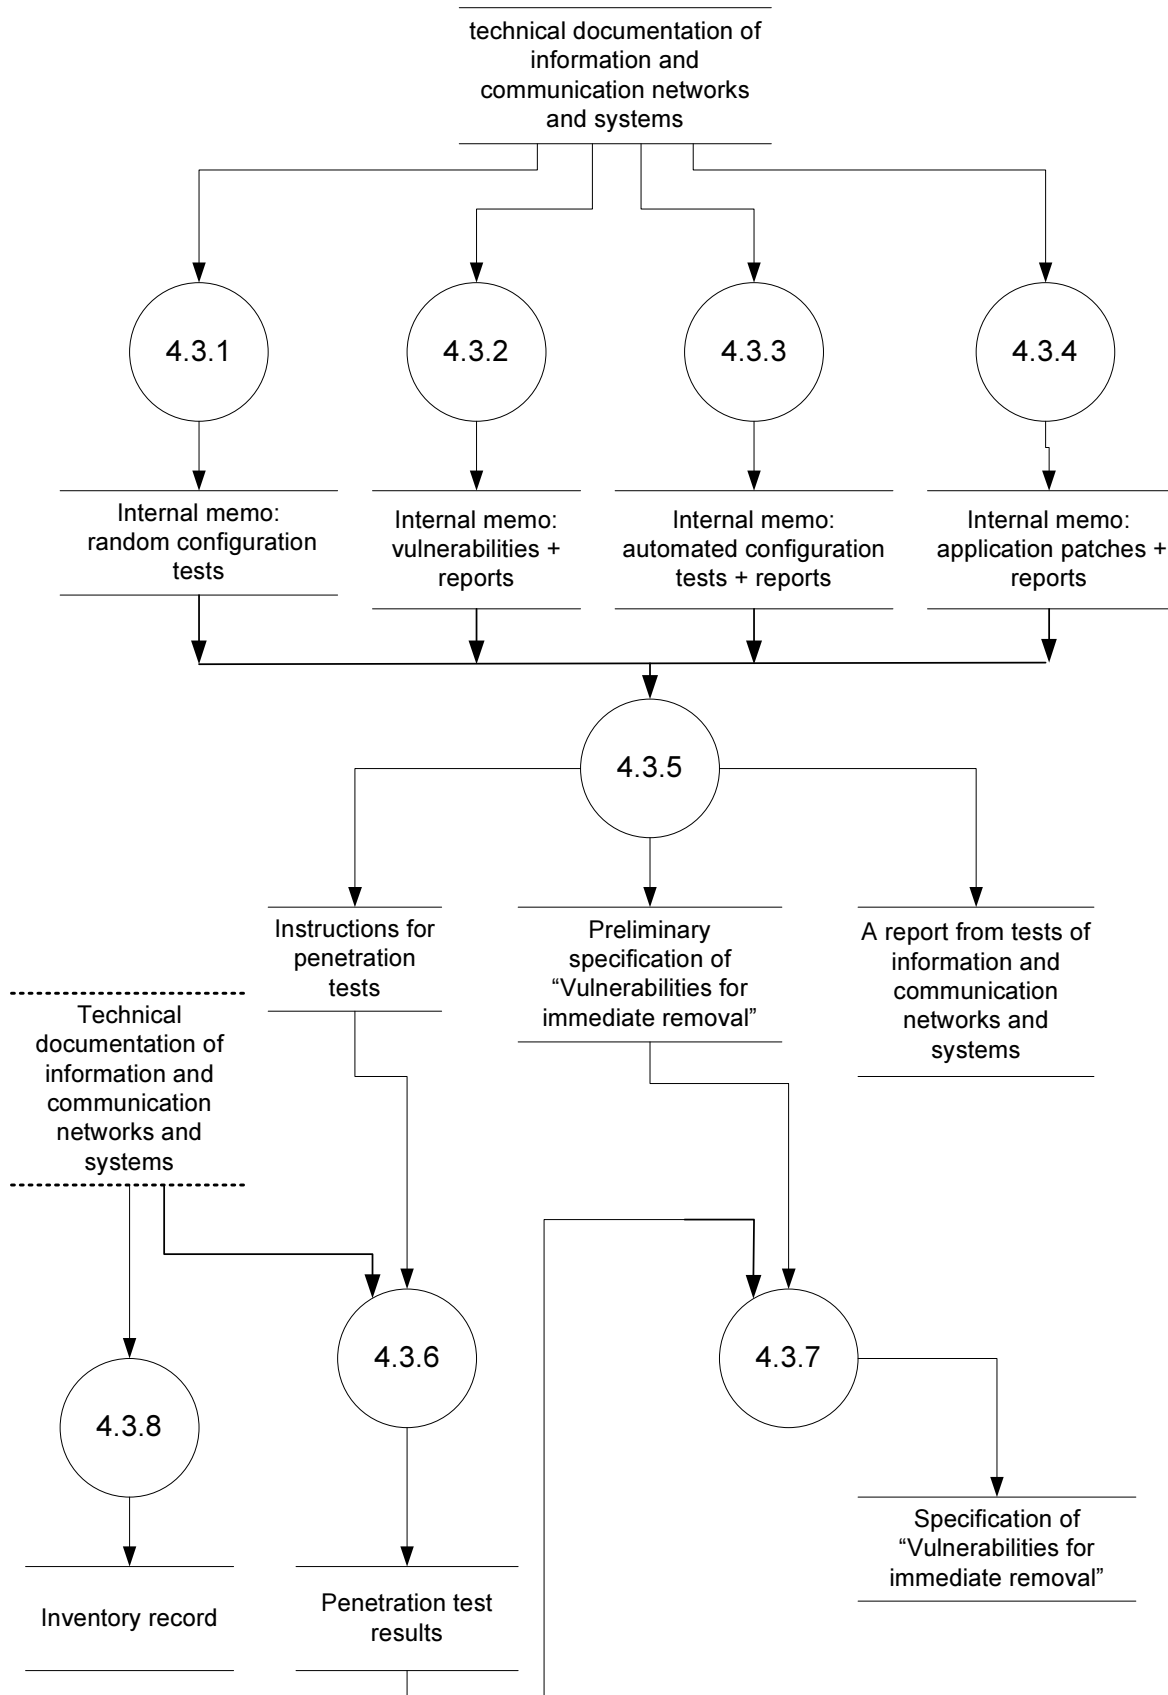 technical documentation of
information and
communication networks
and systems
4.3.1
4.3.2
4.3.3
4.3.4
Internal memo:
random configuration
tests
Internal memo:
vulnerabilities +
reports
Internal memo:
automated configuration
tests + reports
Internal memo:
application patches +
reports
4.3.5
Instructions for
penetration
tests
Preliminary
specification of
“Vulnerabilities for
immediate removal”
A report from tests of
information and
communication
networks and
systems
Technical
documentation of
information and
communication
networks and
systems
4.3.6
4.3.7
4.3.8
Specification of
“Vulnerabilities for
immediate removal”
Inventory record
Penetration test
results